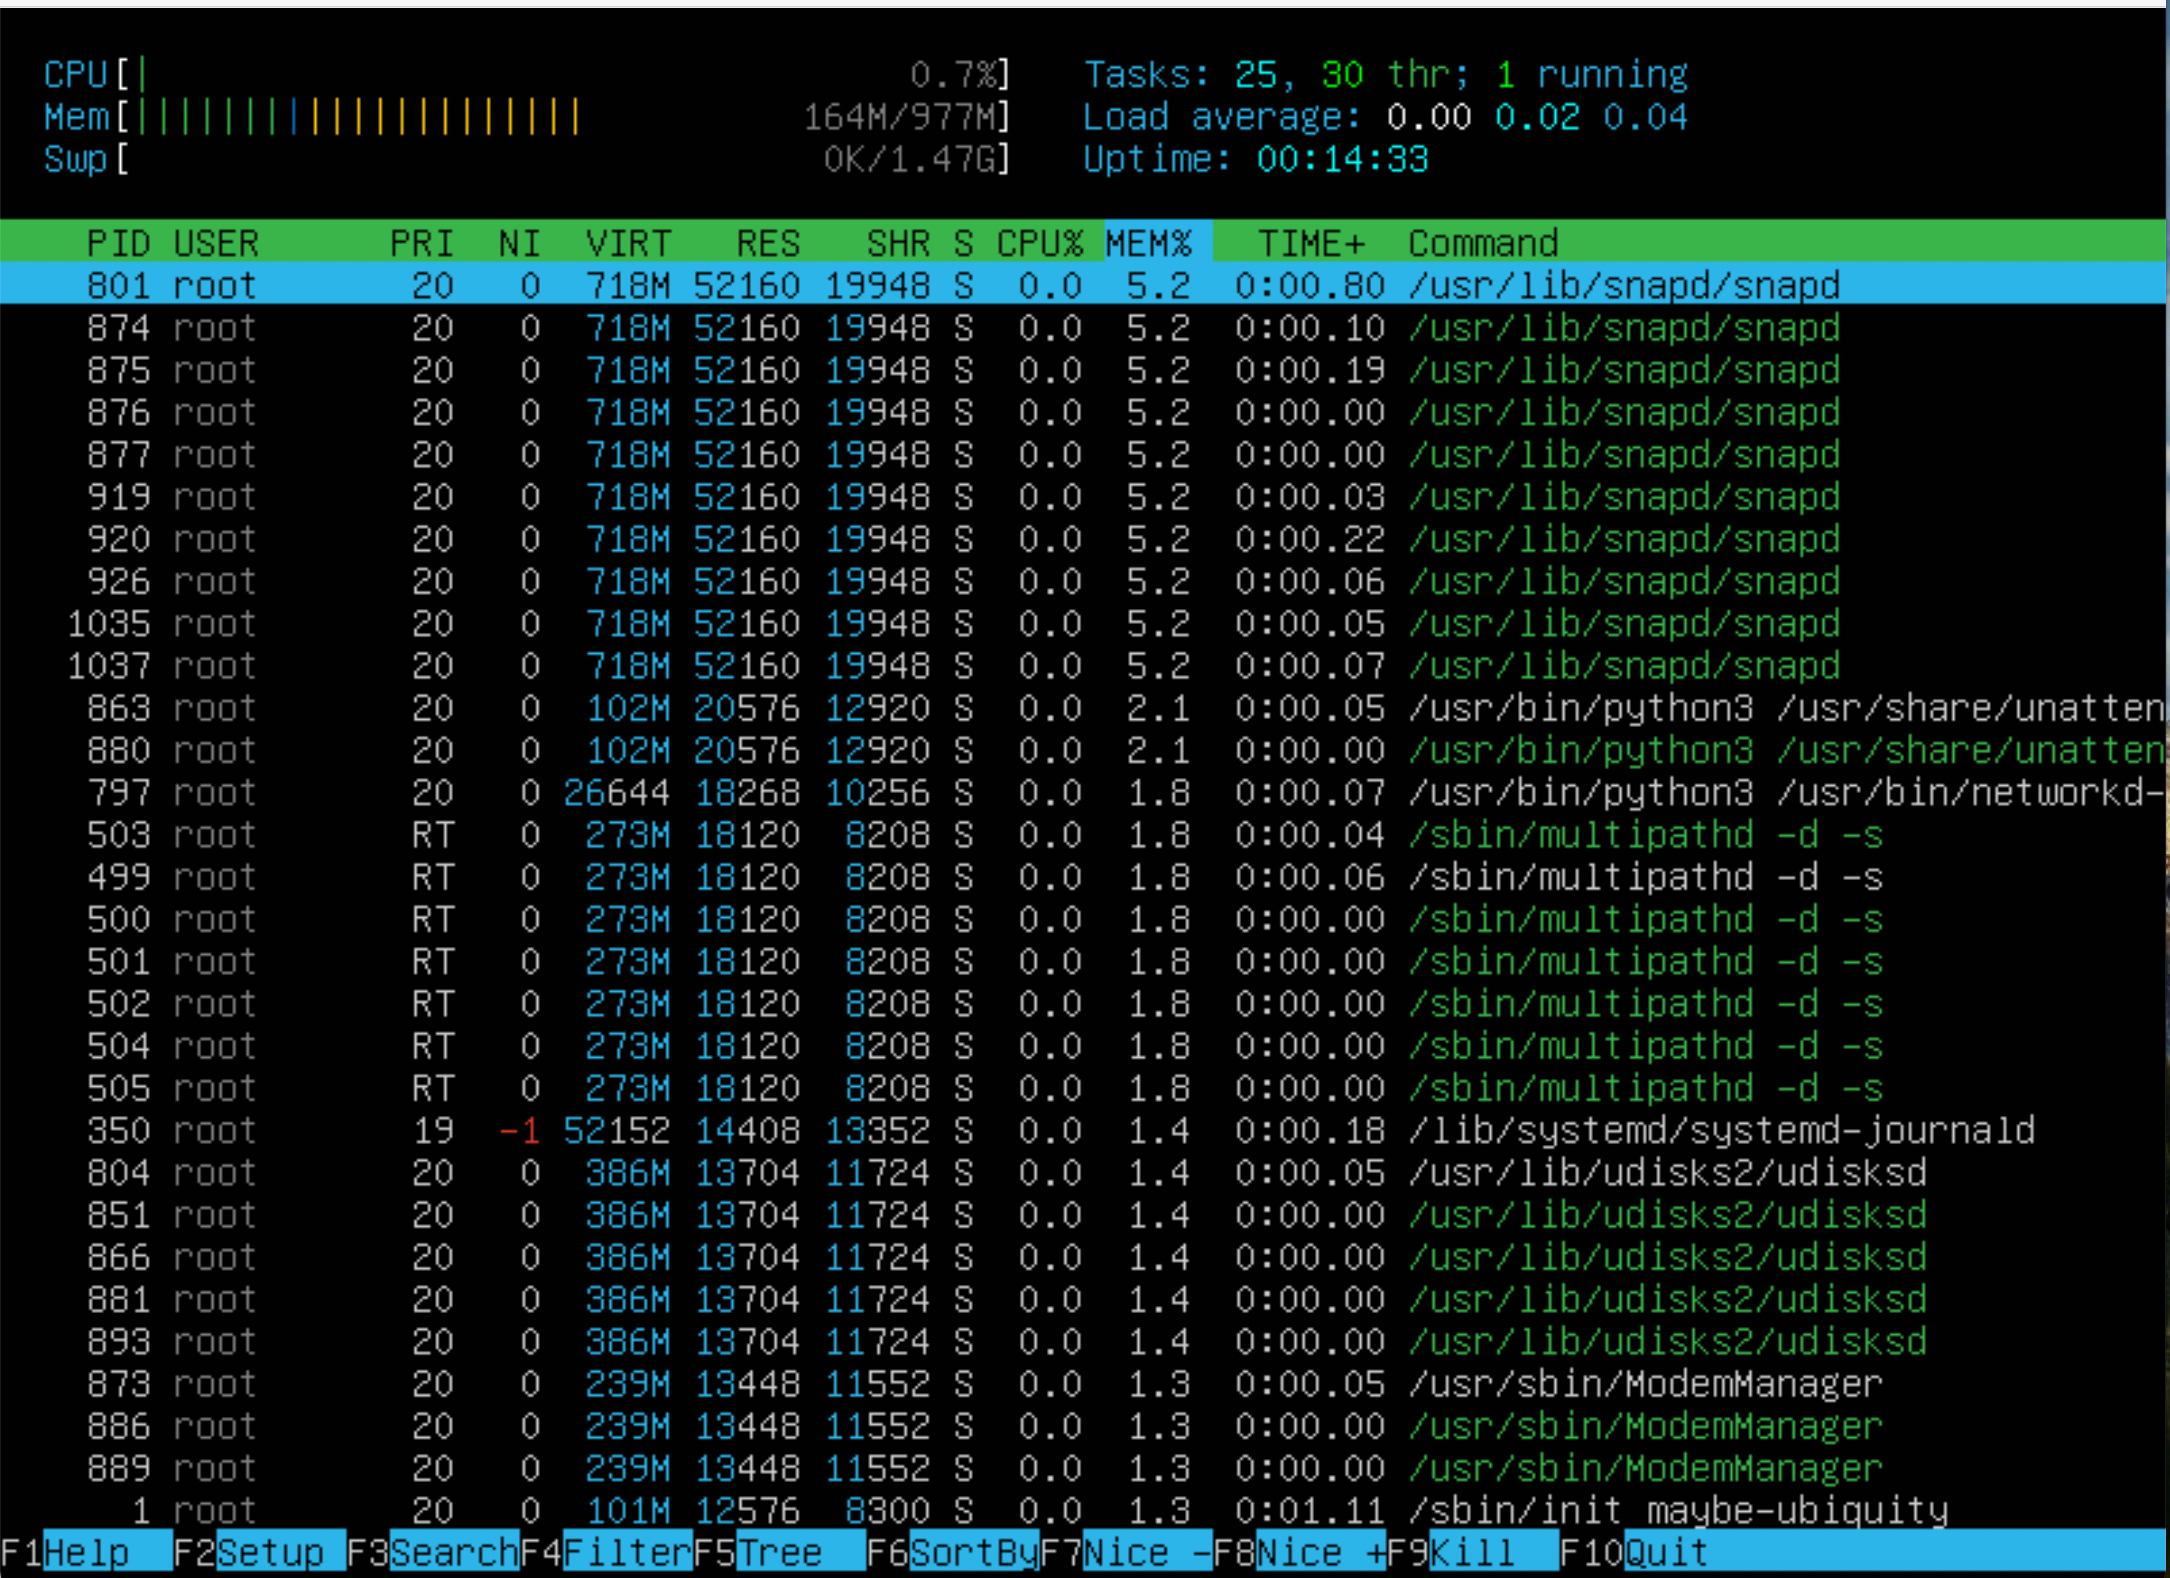 CPU[| 0.7%] Tasks: 25, 30 thr; 1 running
Mem[||||||||||||||||||||||| 164M/977M] Load average: 0.00 0.02 0.04
Swp[ 0K/1.47G] Uptime: 00:14:33
PID USER PRI NI VIRT RES SHR S CPU% MEM% TIME+ Command
801 root 20 0 718M 52160 19948 S 0.0 5.2 0:00.80 /usr/lib/snapd/snapd
874 root 20 0 718M 52160 19948 S 0.0 5.2 0:00.10 /usr/lib/snapd/snapd
875 root 20 0 718M 52160 19948 S 0.0 5.2 0:00.19 /usr/lib/snapd/snapd
876 root 20 0 718M 52160 19948 S 0.0 5.2 0:00.00 /usr/lib/snapd/snapd
877 root 20 0 718M 52160 19948 S 0.0 5.2 0:00.00 /usr/lib/snapd/snapd
919 root 20 0 718M 52160 19948 S 0.0 5.2 0:00.03 /usr/lib/snapd/snapd
920 root 20 0 718M 52160 19948 S 0.0 5.2 0:00.22 /usr/lib/snapd/snapd
926 root 20 0 718M 52160 19948 S 0.0 5.2 0:00.06 /usr/lib/snapd/snapd
1035 root 20 0 718M 52160 19948 S 0.0 5.2 0:00.05 /usr/lib/snapd/snapd
1037 root 20 0 718M 52160 19948 S 0.0 5.2 0:00.07 /usr/lib/snapd/snapd
863 root 20 0 102M 20576 12920 S 0.0 2.1 0:00.05 /usr/bin/python3 /usr/share/unatten
880 root 20 0 102M 20576 12920 S 0.0 2.1 0:00.00 /usr/bin/python3 /usr/share/unatten
797 root 20 0 26644 18268 10256 S 0.0 1.8 0:00.07 /usr/bin/python3 /usr/bin/networkd-
503 root RT 0 273M 18120 8208 S 0.0 1.8 0:00.04 /sbin/multipathd -d -s
499 root RT 0 273M 18120 8208 S 0.0 1.8 0:00.06 /sbin/multipathd -d -s
500 root RT 0 273M 18120 8208 S 0.0 1.8 0:00.00 /sbin/multipathd -d -s
501 root RT 0 273M 18120 8208 S 0.0 1.8 0:00.00 /sbin/multipathd -d -s
502 root RT 0 273M 18120 8208 S 0.0 1.8 0:00.00 /sbin/multipathd -d -s
504 root RT 0 273M 18120 8208 S 0.0 1.8 0:00.00 /sbin/multipathd -d -s
505 root RT 0 273M 18120 8208 S 0.0 1.8 0:00.00 /sbin/multipathd -d -s
350 root 19 -1 52152 14408 13352 S 0.0 1.4 0:00.18 /lib/systemd/systemd-journald
804 root 20 0 386M 13704 11724 S 0.0 1.4 0:00.05 /usr/lib/udisks2/udisksd
851 root 20 0 386M 13704 11724 S 0.0 1.4 0:00.00 /usr/lib/udisks2/udisksd
866 root 20 0 386M 13704 11724 S 0.0 1.4 0:00.00 /usr/lib/udisks2/udisksd
881 root 20 0 386M 13704 11724 S 0.0 1.4 0:00.00 /usr/lib/udisks2/udisksd
893 root 20 0 386M 13704 11724 S 0.0 1.4 0:00.00 /usr/lib/udisks2/udisksd
873 root 20 0 239M 13448 11552 S 0.0 1.3 0:00.05 /usr/sbin/ModemManager
886 root 20 0 239M 13448 11552 S 0.0 1.3 0:00.00 /usr/sbin/ModemManager
889 root 20 0 239M 13448 11552 S 0.0 1.3 0:00.00 /usr/sbin/ModemManager
1 root 20 0 101M 12576 8300 S 0.0 1.3 0:01.11 /sbin/init maybe-ubiquity
F1Help F2Setup F3SearchF4FilterF5Tree F6SortByF7Nice -F8Nice +F9Kill F10Quit